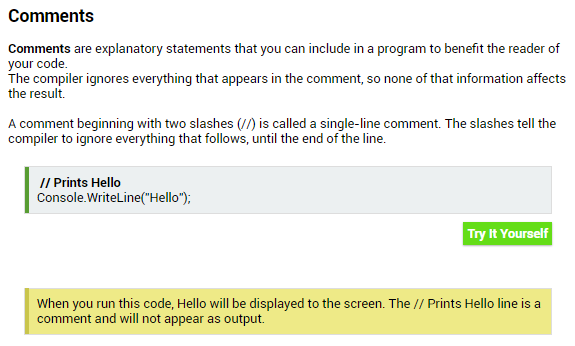 Comments
Comments are explanatory statements that you can include in a program to benefit the reader of
your code.
The compiler ignores everything that appears in the comment, so none of that information affects
the result.
A comment beginning with two slashes (//) is called a single-line comment. The slashes tell the
compiler to ignore everything that follows, until the end of the line.
// Prints Hello
Console.WriteLine("Hello");
Try It Yourself
When you run this code, Hello will be displayed to the screen. The // Prints Hello line is a
comment and will not appear as output.